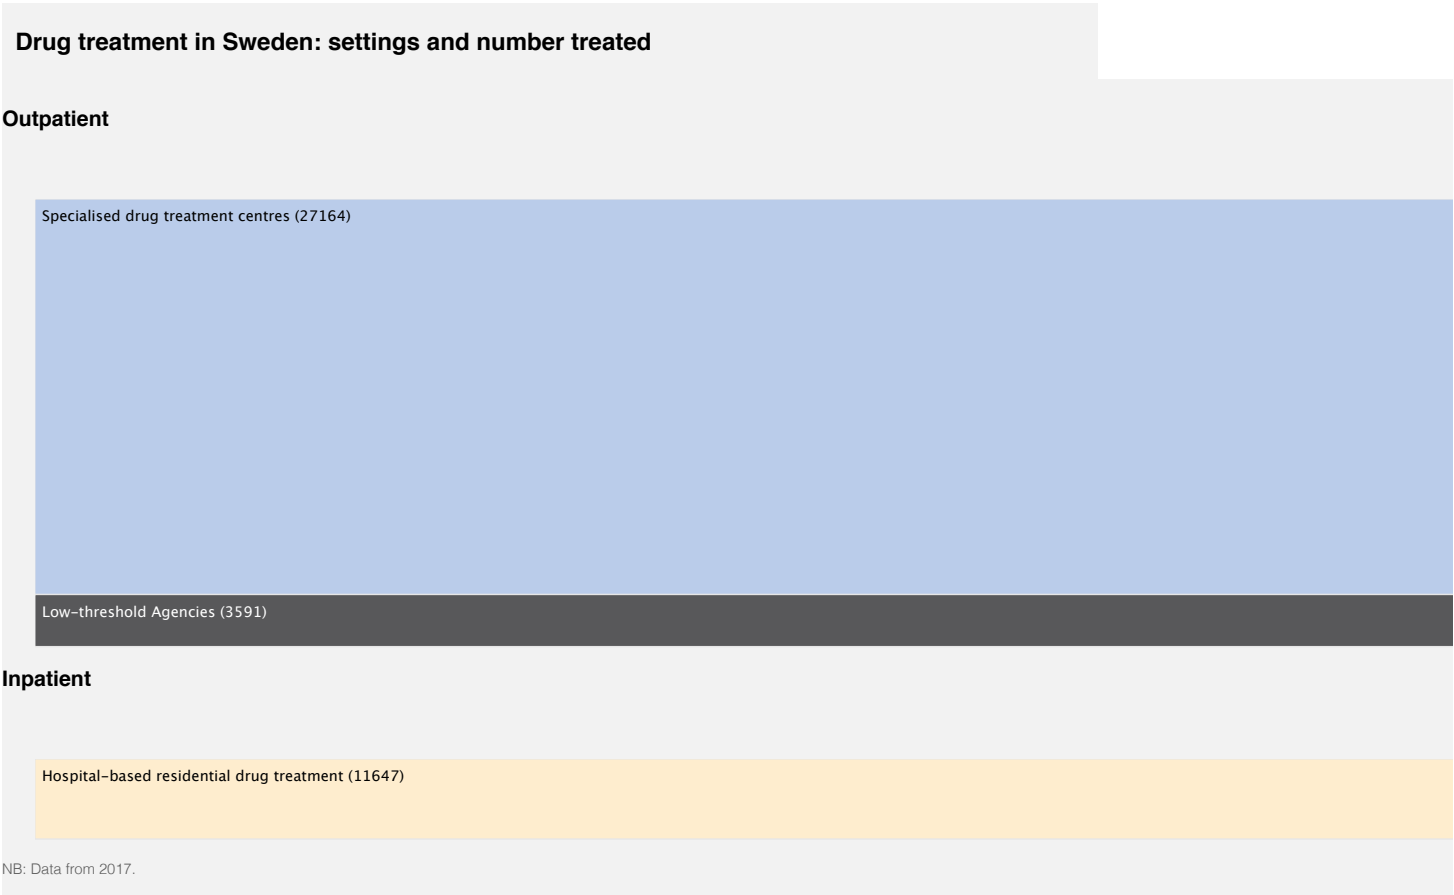 Drug treatment in Sweden: settings and number treated
Outpatient
Specialised drug treatment centres (27164)
Low-threshold Agencies (3591)
Inpatient
Hospital-based residential drug treatment (11647)
NB: Data from 2017.